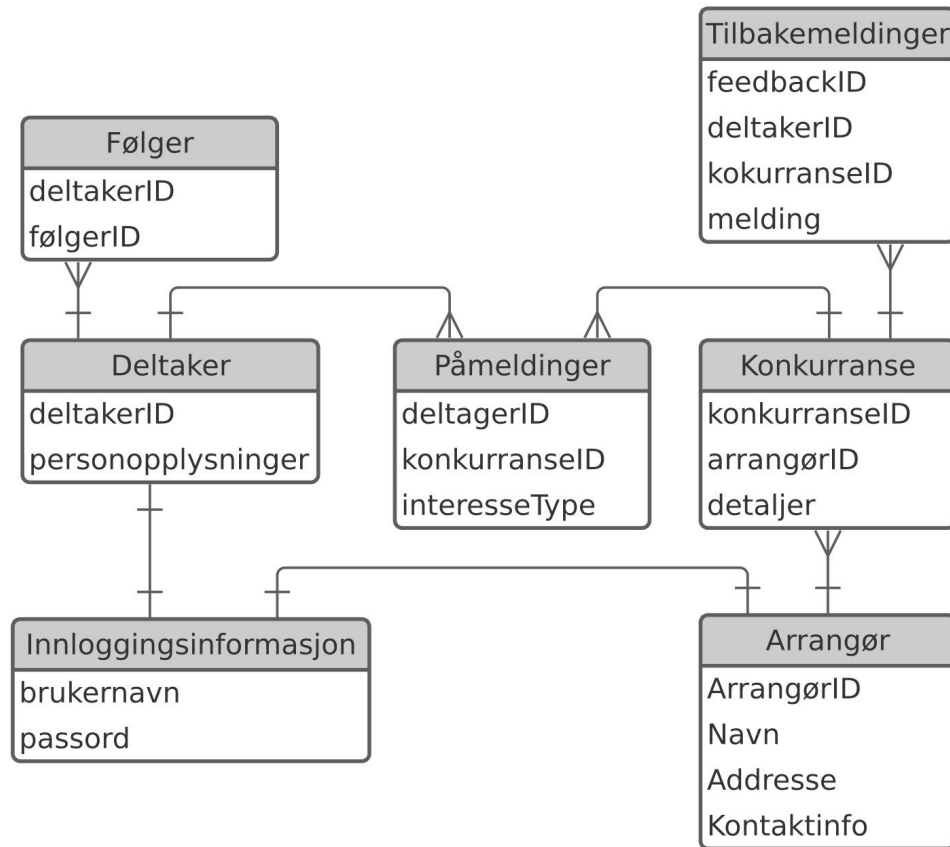 Tilbakemeldinger
feedbackID
deltakerID
kokurranseID
melding
Følger
deltakerID
følgerID
Deltaker
deltakerID
personopplysninger
Påmeldinger
deltagerID
konkurranseID
interesseType
Konkurranse
konkurranseID
arrangørID
detaljer
Innloggingsinformasjon
brukernavn
passord
Arrangør
ArrangørID
Navn
Addresse
Kontaktinfo